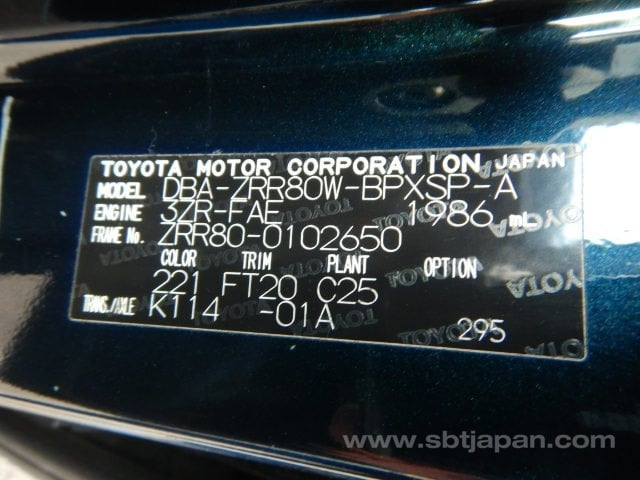 TOYOTA MOTOR CORPORATION JAPAN
MODEL DBA-ZRR80W-BPXSP-A
ENGINE 3ZR-FAE 1986 ml
FRAME No. ZRR80-0102650
COLOR TRIM PLANT OPTION
221 FT20 C25
TRANS./AXLE K114 -01A
295
www.sbtjapan.com